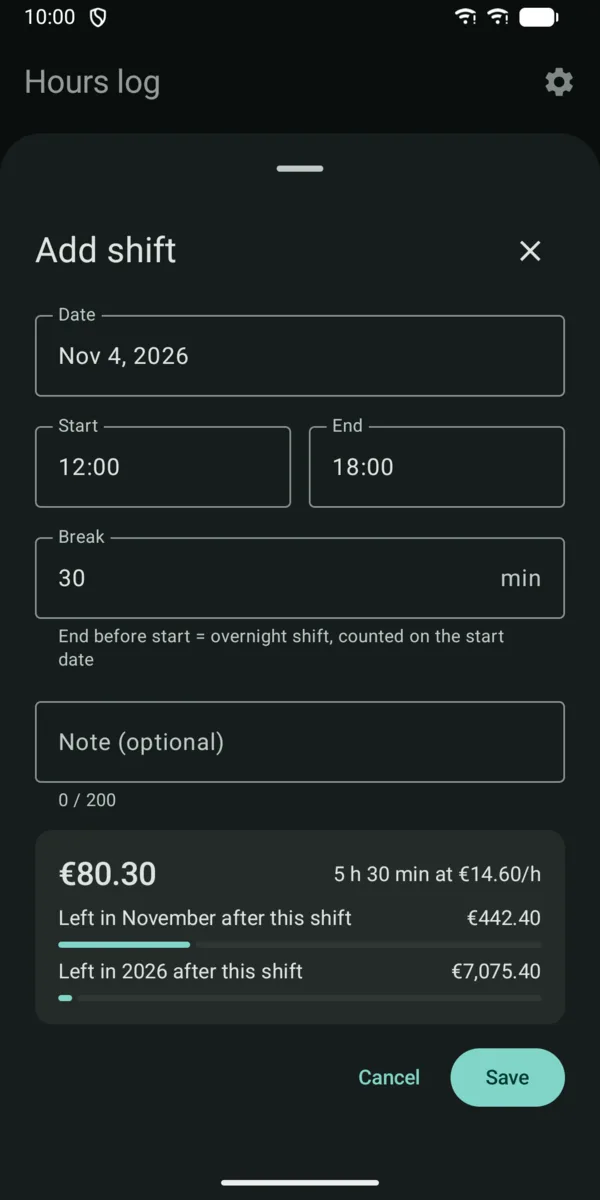 10:00
Hours log
Add shift
Date
Nov 4, 2026
Start
12:00
End
18:00
Break
30
min
End before start = overnight shift, counted on the start
date
Note (optional)
0 / 200
€80.30
5 h 30 min at €14.60/h
Left in November after this shift
€442.40
Left in 2026 after this shift
€7,075.40
Cancel
Save